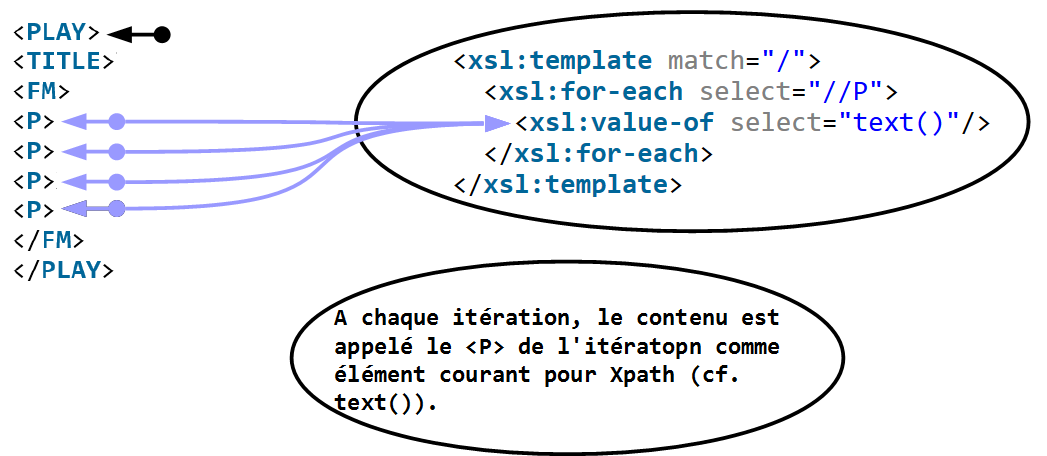 <PLAY>
<TITLE>
<FM>
<P>
<P>
<P>
<P>
</FM>
</PLAY>
<xsl:template match="/">
<xsl:for-each select="//P">
<xsl:value-of select="text()"/>
</xsl:for-each>
</xsl:template>
A chaque itération, le contenu est
appelé le <P> de l'itératopn comme
élément courant pour Xpath (cf.
text()).